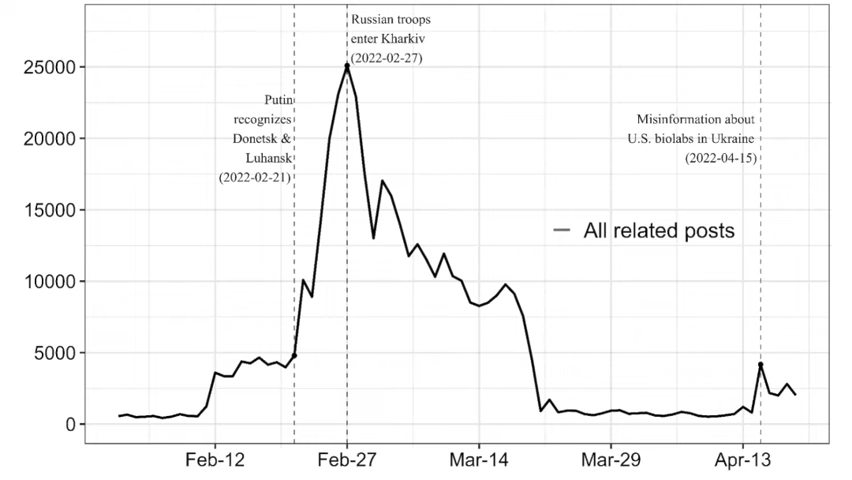 Russian troops
enter Kharkiv
(2022-02-27)
25000
Putin
recognizes
Donetsk &
Luhansk
(2022-02-21)
Misinformation about
U.S. biolabs in Ukraine
(2022-04-15)
20000
15000
All related posts
10000
5000
0
Feb-12
Feb-27
Mar-14
Mar-29
Apr-13